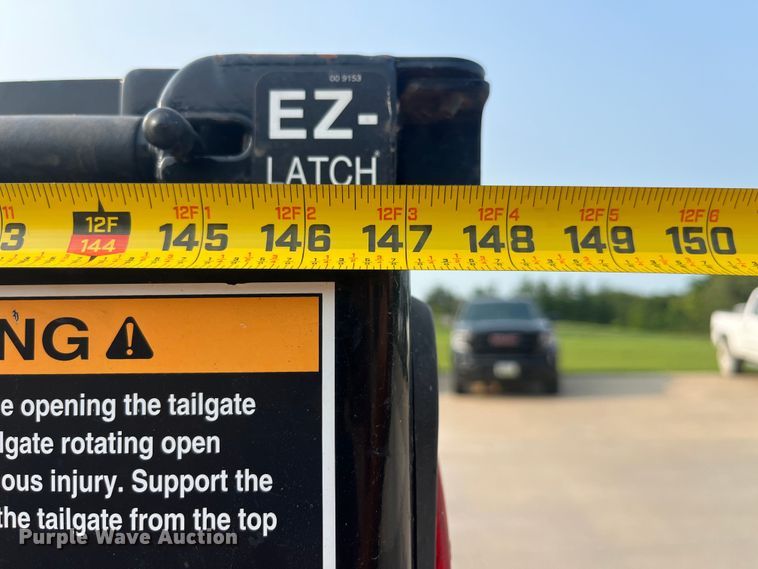 00 9153
EZ-
LATCH
11 12F 12F 1 12F 2 12F 3 12F 4 12F 5 12F 6
3 144 145 146 147 148 149 150
NG
e opening the tailgate
lgate rotating open
ous injury. Support the
the tailgate from the top
Purple Wave Auction